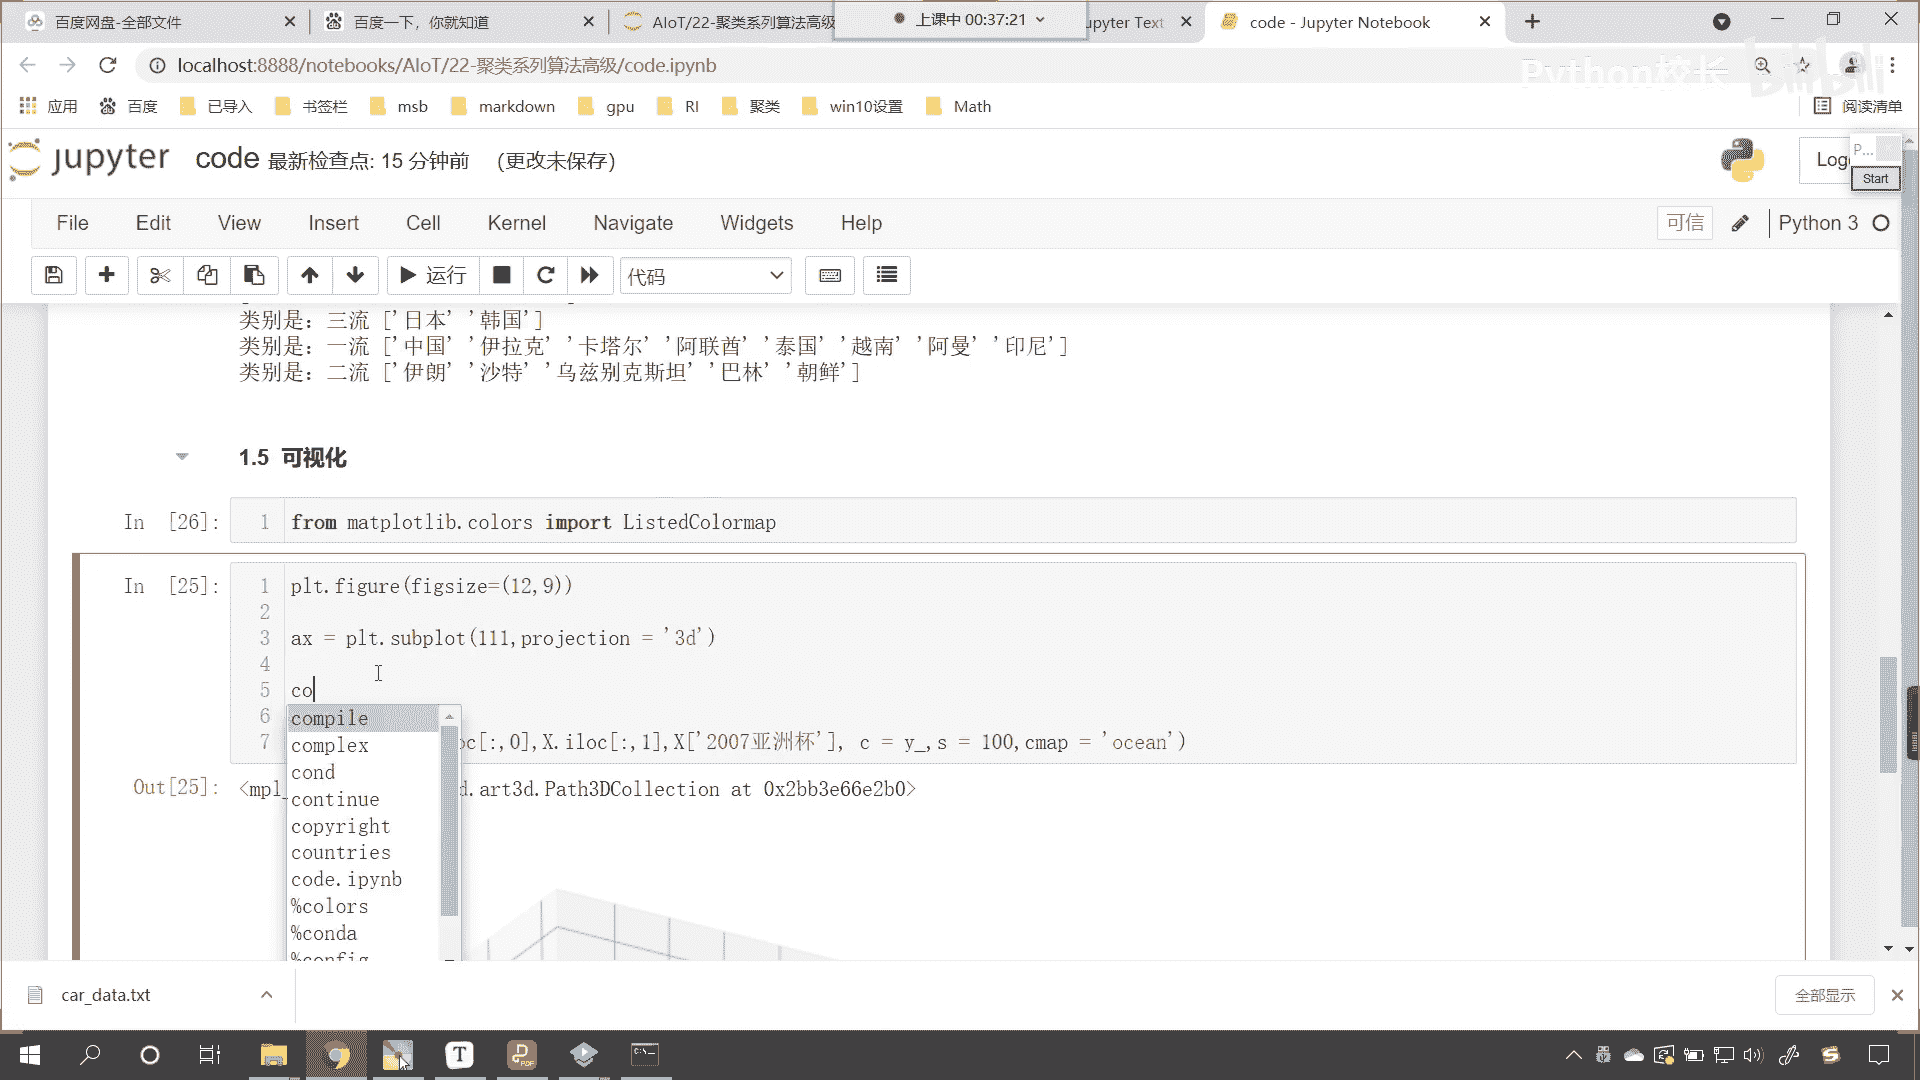 百度网盘-全部文件
百度一下，你就知道
AIoT/22-聚类系列算法高级
上课中 00:37:21
upyter Text
code - Jupyter Notebook
localhost:8888/notebooks/AIoT/22-聚类系列算法高级/code.ipynb
Python校长
bilibili
应用 百度 已导入 书签栏 msb markdown gpu RI 聚类 win10设置 Math 阅读清单
jupyter code 最新检查点: 15 分钟前 (更改未保存)
P...
Log
Start
File Edit View Insert Cell Kernel Navigate Widgets Help 可信 Python 3
运行 代码
类别是：三流 ['日本' '韩国']
类别是：一流 ['中国' '伊拉克' '卡塔尔' '阿联酋' '泰国' '越南' '阿曼' '印尼']
类别是：二流 ['伊朗' '沙特' '乌兹别克斯坦' '巴林' '朝鲜']
1.5 可视化
In [26]: 1 from matplotlib.colors import ListedColormap
In [25]: 1 plt.figure(figsize=(12,9))
2
3 ax = plt.subplot(111,projection = '3d')
4
5 co
6
7 oc[:,0],X.iloc[:,1],X['2007亚洲杯'], c = y_,s = 100,cmap = 'ocean')
Out[25]: <mpl_ d.art3d.Path3DCollection at 0x2bb3e66e2b0>
compile
complex
cond
continue
copyright
countries
code.ipynb
%colors
%conda
%config
car_data.txt
全部显示